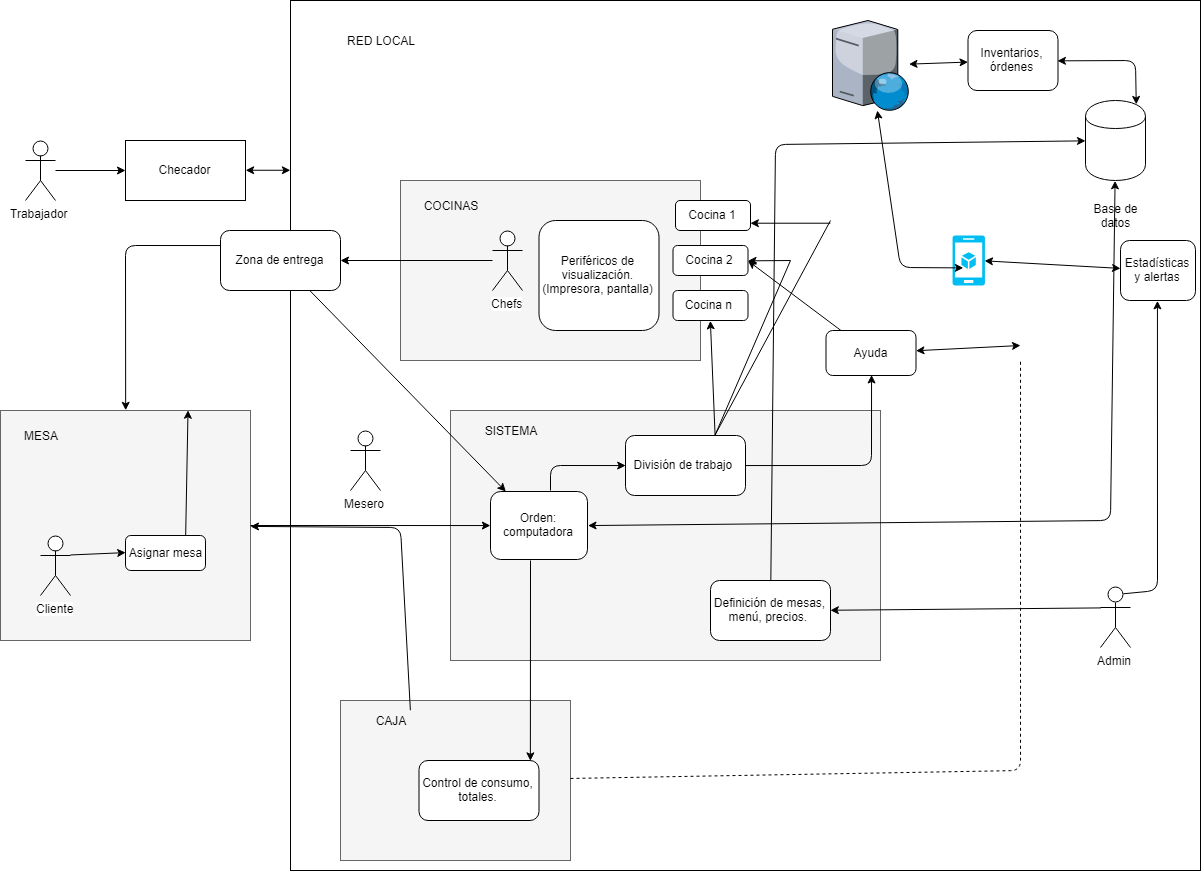 RED LOCAL
Inventarios,
órdenes
Trabajador
Checador
COCINAS
Cocina 1
Base de
datos
Zona de entrega
Chefs
Periféricos de
visualización.
(Impresora, pantalla)
Cocina 2
Cocina n
Estadísticas
y alertas
Ayuda
MESA
Mesero
SISTEMA
División de trabajo
Orden:
computadora
Cliente
Asignar mesa
Definición de mesas,
menú, precios.
Admin
CAJA
Control de consumo,
totales.